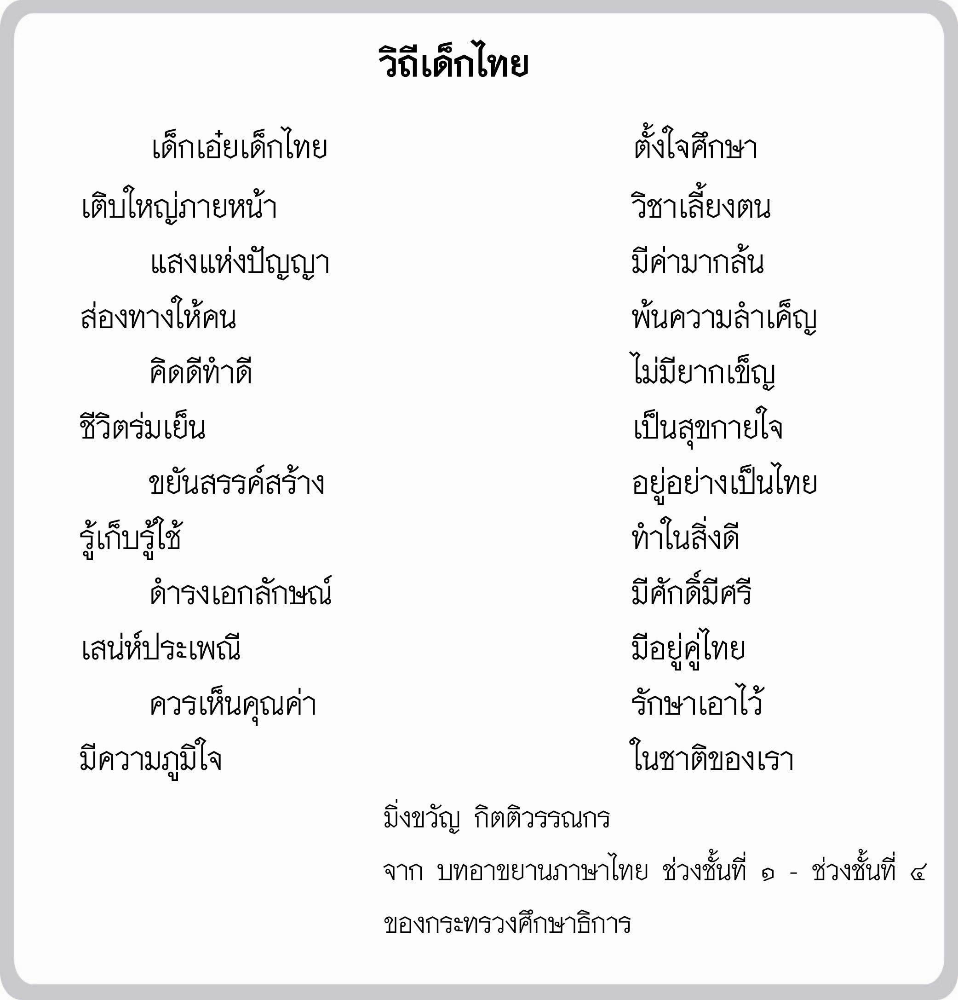 วิถีเด็กไทย
เด็กเอ๋ยเด็กไทย ตั้งใจศึกษา
เติบใหญ่ภายหน้า วิชาเลี้ยงตน
แสงแห่งปัญญา มีค่ามากล้น
ส่องทางให้คน พ้นความลำเค็ญ
คิดดีทำดี ไม่มียากเข็ญ
ชีวิตร่มเย็น เป็นสุขกายใจ
ขยันสรรค์สร้าง อยู่อย่างเป็นไทย
รู้เก็บรู้ใช้ ทำในสิ่งดี
ดำรงเอกลักษณ์ มีศักดิ์มีศรี
เสน่ห์ประเพณี มีอยู่คู่ไทย
ควรเห็นคุณค่า รักษาเอาไว้
มีความภูมิใจ ในชาติของเรา
มิ่งขวัญ กิตติวรรณกร
จาก บทอาขยานภาษาไทย ช่วงชั้นที่ ๑ - ช่วงชั้นที่ ๔
ของกระทรวงศึกษาธิการ